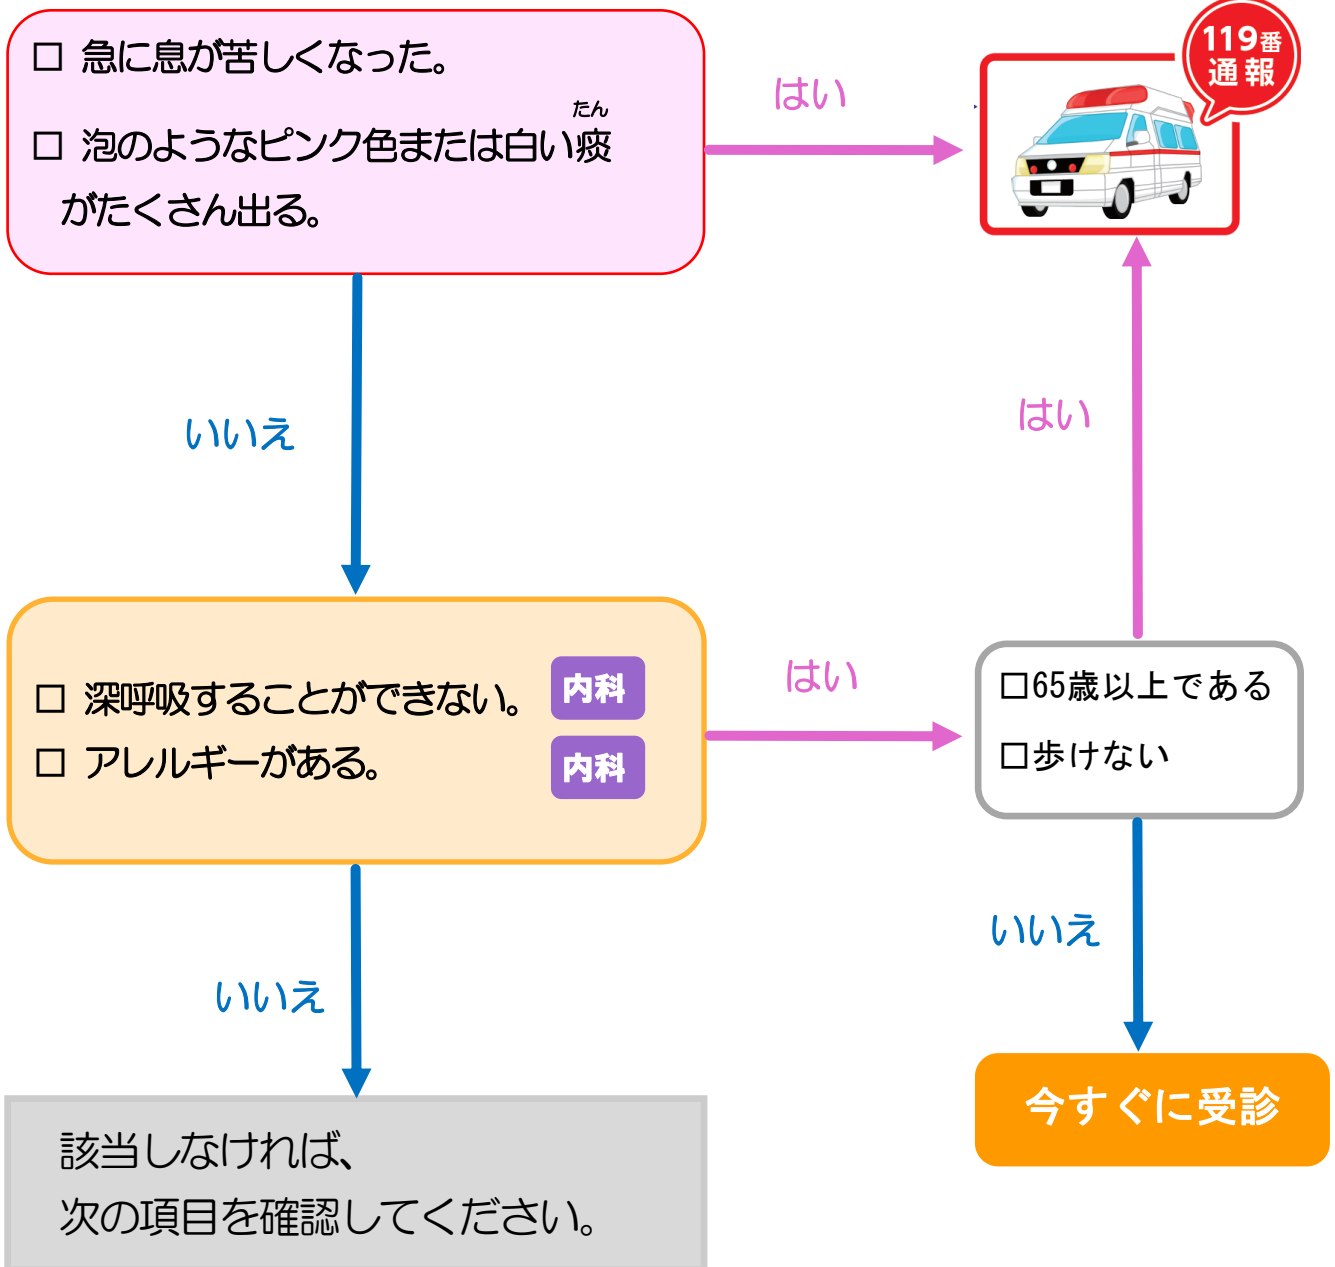 □ 急に息が苦しくなった。
たん
□ 泡のようなピンク色または白い痰
がたくさん出る。
はい
119番
通報
いいえ
はい
□ 深呼吸することができない。 内科
□ アレルギーがある。 内科
はい
□65歳以上である
□歩けない
いいえ
いいえ
今すぐに受診
該当しなければ、
次の項目を確認してください。